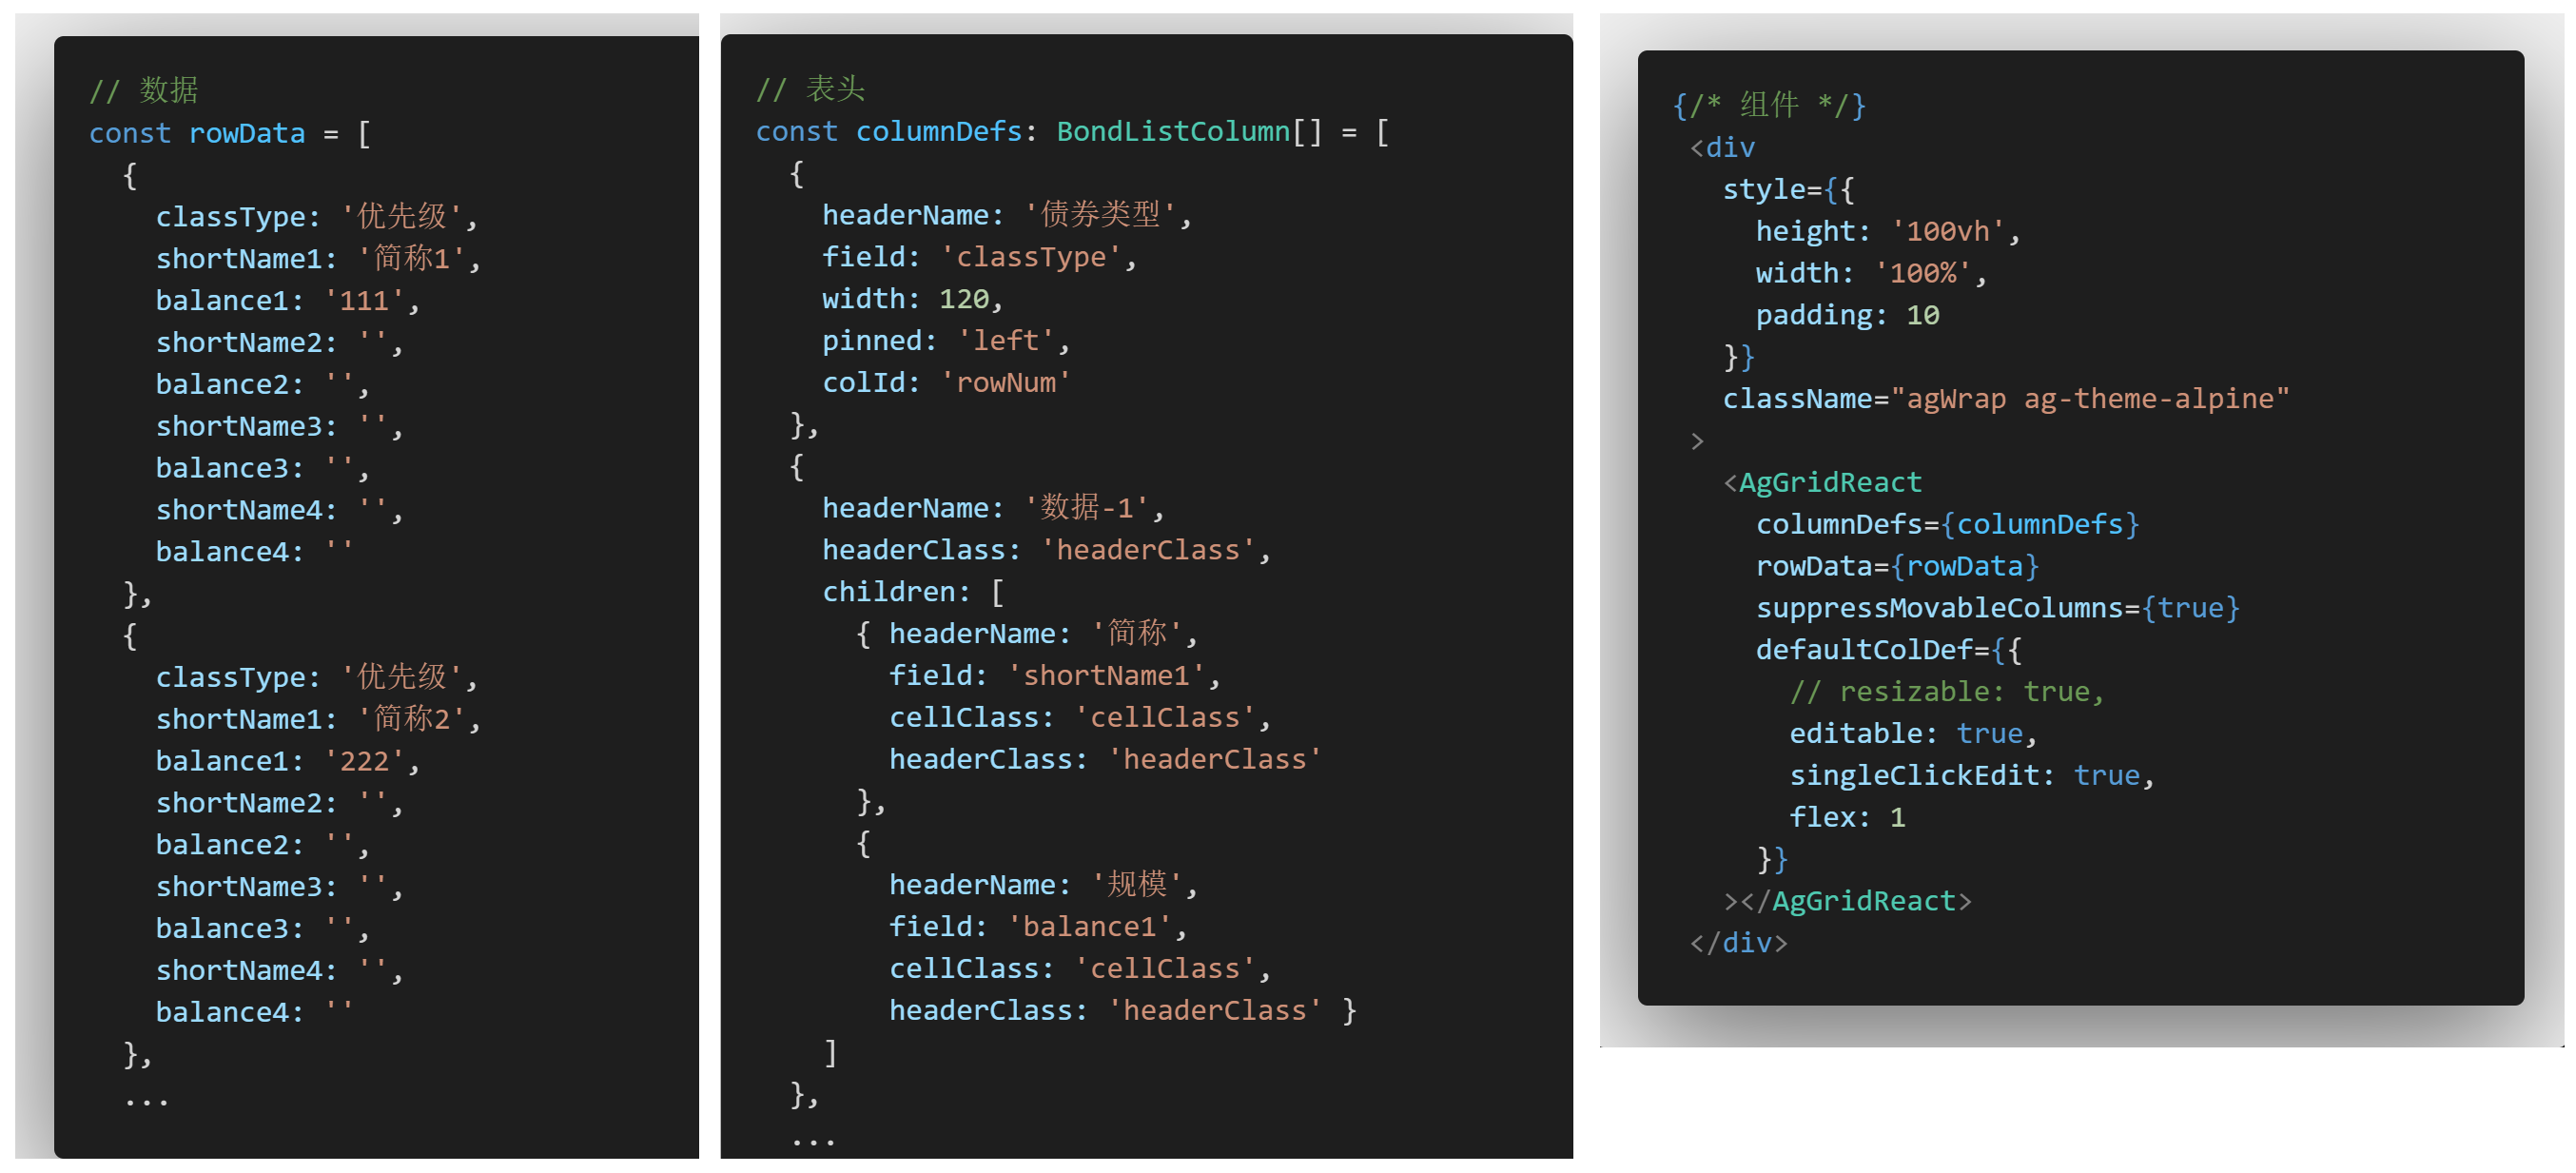 // 数据
const rowData = [
  {
    classType: '优先级',
    shortName1: '简称1',
    balance1: '111',
    shortName2: '',
    balance2: '',
    shortName3: '',
    balance3: '',
    shortName4: '',
    balance4: ''
  },
  {
    classType: '优先级',
    shortName1: '简称2',
    balance1: '222',
    shortName2: '',
    balance2: '',
    shortName3: '',
    balance3: '',
    shortName4: '',
    balance4: ''
  },
  ...
// 表头
const columnDefs: BondListColumn[] = [
  {
    headerName: '债券类型',
    field: 'classType',
    width: 120,
    pinned: 'left',
    colId: 'rowNum'
  },
  {
    headerName: '数据-1',
    headerClass: 'headerClass',
    children: [
      { headerName: '简称',
        field: 'shortName1',
        cellClass: 'cellClass',
        headerClass: 'headerClass'
      },
      {
        headerName: '规模',
        field: 'balance1',
        cellClass: 'cellClass',
        headerClass: 'headerClass' }
    ]
  },
  ...
{/* 组件 */}
 <div
   style={{
     height: '100vh',
     width: '100%',
     padding: 10
   }}
   className="agWrap ag-theme-alpine"
 >
   <AgGridReact
     columnDefs={columnDefs}
     rowData={rowData}
     suppressMovableColumns={true}
     defaultColDef={{
       // resizable: true,
       editable: true,
       singleClickEdit: true,
       flex: 1
     }}
   ></AgGridReact>
 </div>